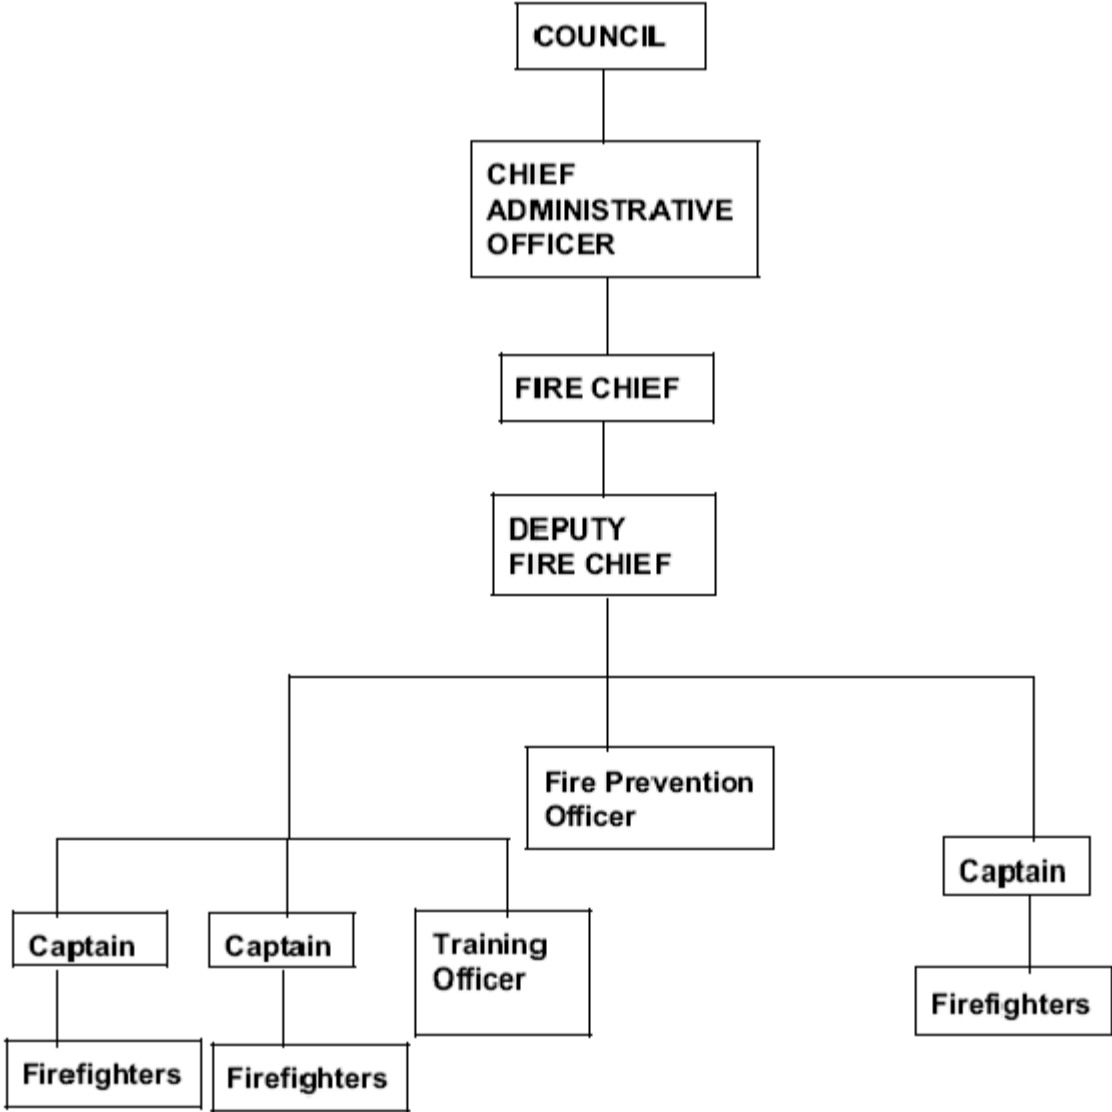 COUNCIL
CHIEF
ADMINISTRATIVE
OFFICER
FIRE CHIEF
DEPUTY
FIRE CHIEF
Fire Prevention
Officer
Captain
Captain
Training
Officer
Captain
Firefighters
Firefighters
Firefighters